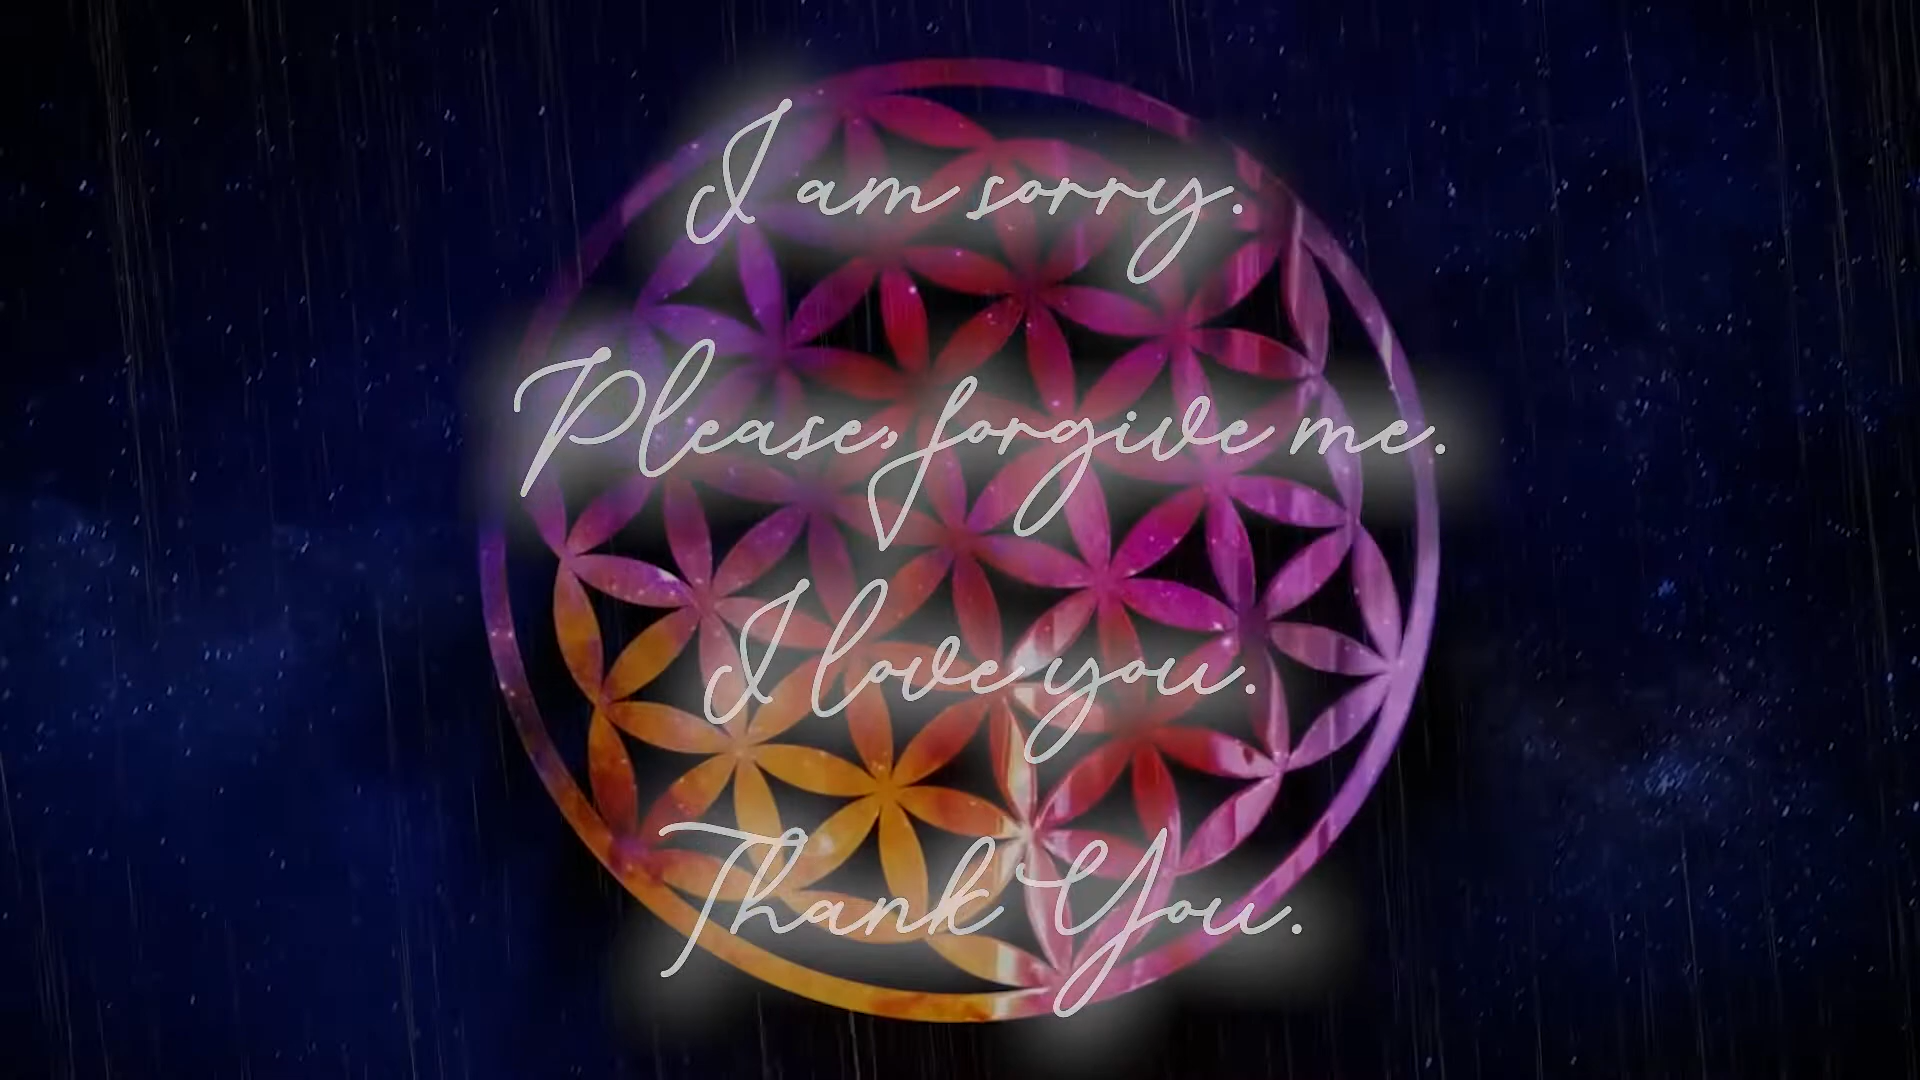 I am sorry.
Please, forgive me.
I love you.
Thank You.